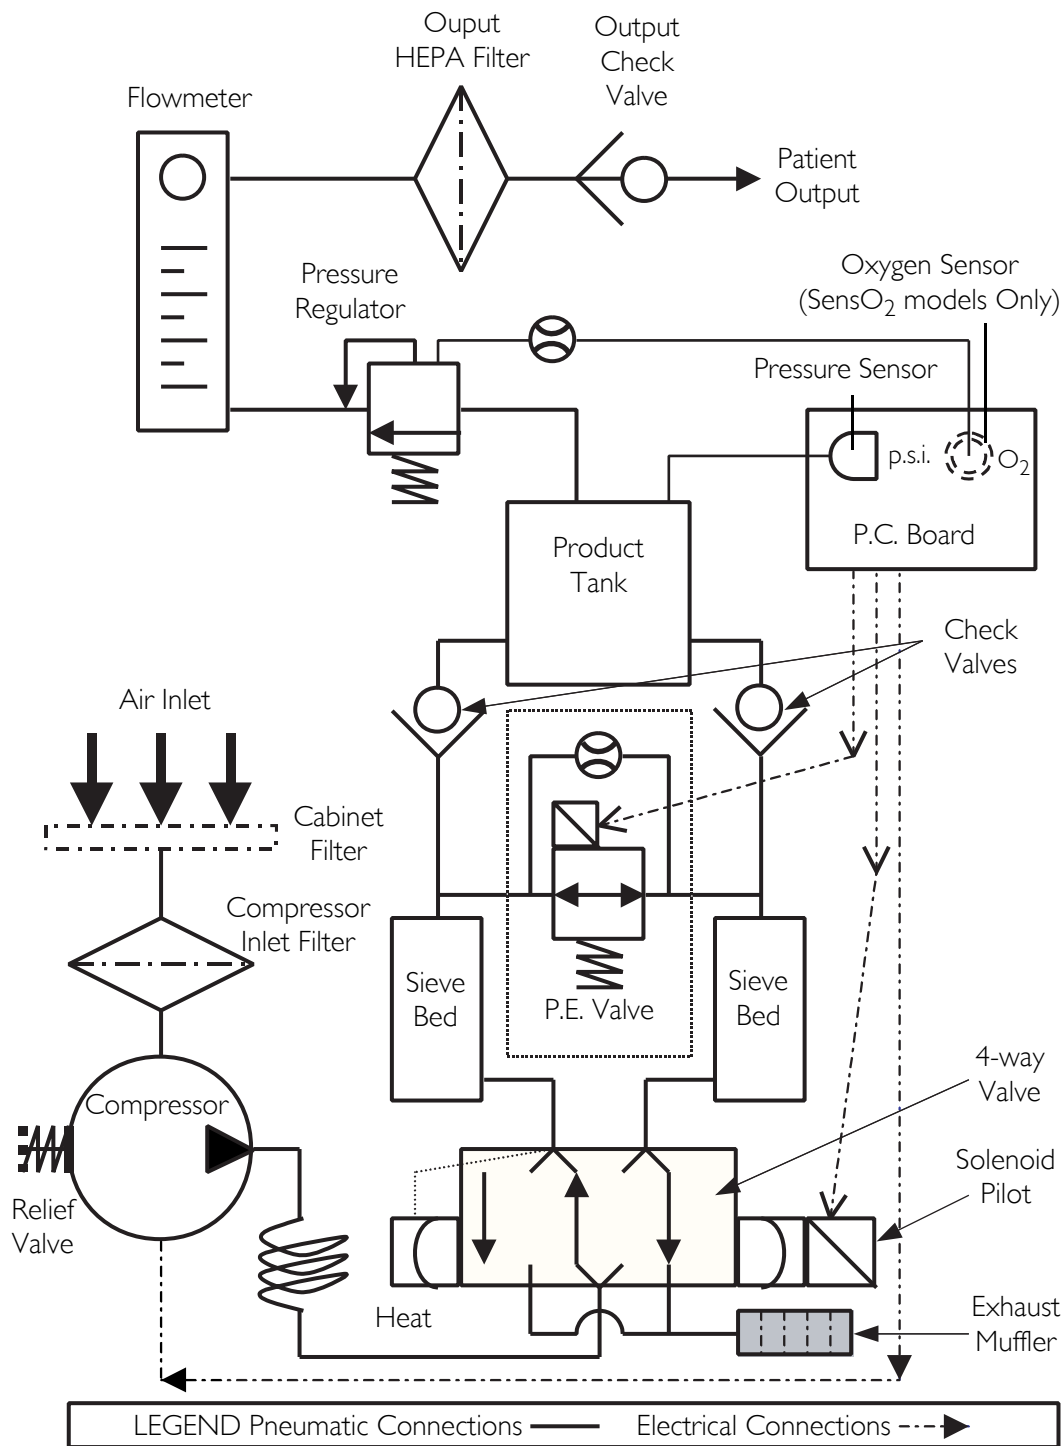 Ouput
HEPA Filter
Output
Check
Valve
Flowmeter
Patient
Output
Pressure
Regulator
Oxygen Sensor
(SensO2 models Only)
Pressure Sensor
p.s.i.
O2
P.C. Board
Product
Tank
Check
Valves
Air Inlet
Cabinet
Filter
Compressor
Inlet Filter
Sieve
Bed
P.E. Valve
Sieve
Bed
4-way
Valve
Compressor
Solenoid
Pilot
Relief
Valve
Heat
Exhaust
Muffler
LEGEND Pneumatic Connections
Electrical Connections